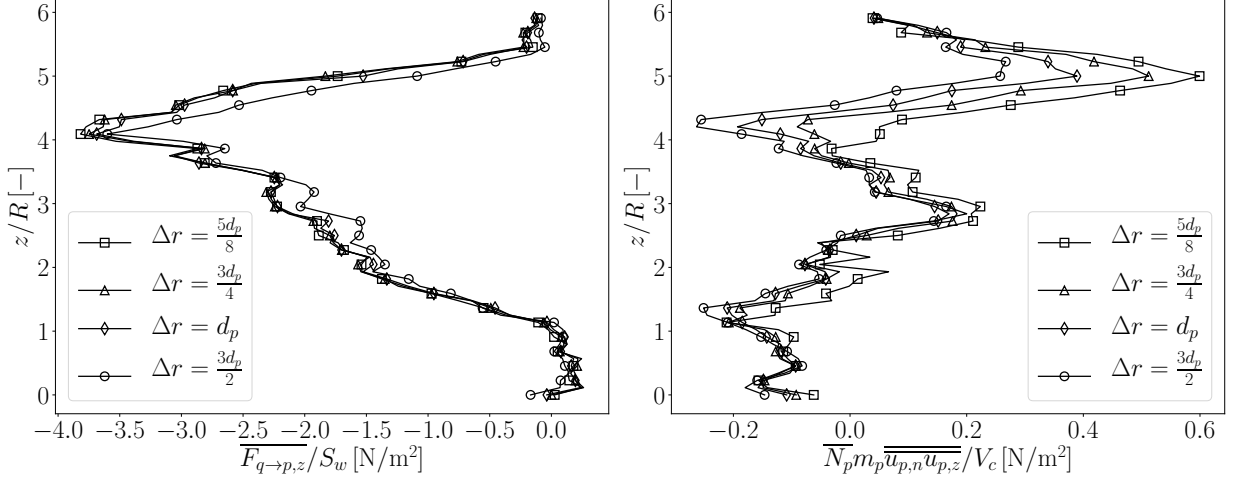 6
5
4
3
2
1
0
z/R [−]
Δr = 5d_p/8
Δr = 3d_p/4
Δr = d_p
Δr = 3d_p/2
−4.0 −3.5 −3.0 −2.5 −2.0 −1.5 −1.0 −0.5 0.0
\overline{F_{q→p,z}}/S_w [N/m²]
6
5
4
3
2
1
0
z/R [−]
Δr = 5d_p/8
Δr = 3d_p/4
Δr = d_p
Δr = 3d_p/2
−0.2 0.0 0.2 0.4 0.6
\overline{N_p} m_p \overline{\overline{u_{p,n}} \overline{u_{p,z}}}/V_c [N/m²]